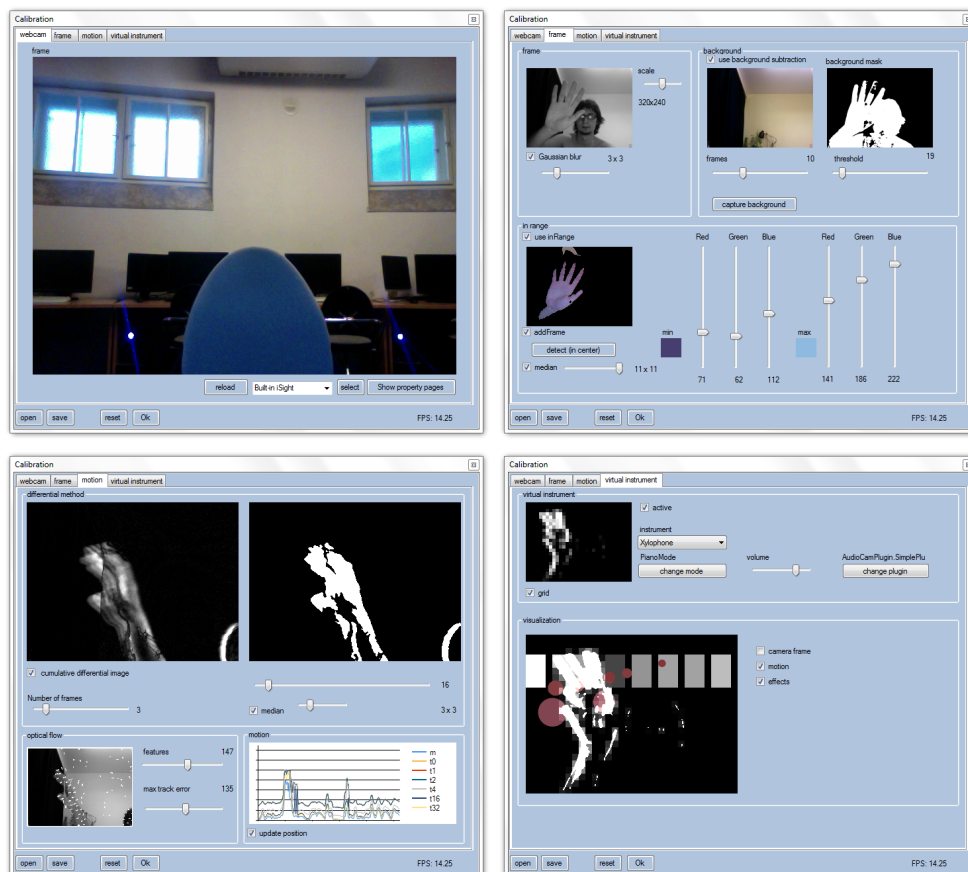 Calibration
webcam frame motion virtual instrument
frame
reload Built-in iSight select Show property pages
open save reset Ok FPS: 14.25
Calibration
webcam frame motion virtual instrument
frame
scale
320x240
Gaussian blur 3 x 3
background
use background subtraction background mask
frames 10 threshold 19
capture background
in range
use inRange Red Green Blue Red Green Blue
addFrame min max
detect (in center)
median 11 x 11
71 62 112 141 186 222
open save reset Ok FPS: 14.25
Calibration
webcam frame motion virtual instrument
differential method
cumulative differential image
16
Number of frames
3
median 3 x 3
optical flow
features 147
max track error 135
motion
m
t0
t1
t2
t4
t16
t32
update position
open save reset Ok FPS: 14.25
Calibration
webcam frame motion virtual instrument
virtual instrument
active
instrument
Xylophone
PianoMode volume AudioCamPlugin.SimplePlu
change mode change plugin
grid
visualization
camera frame
motion
effects
open save reset Ok FPS: 14.25